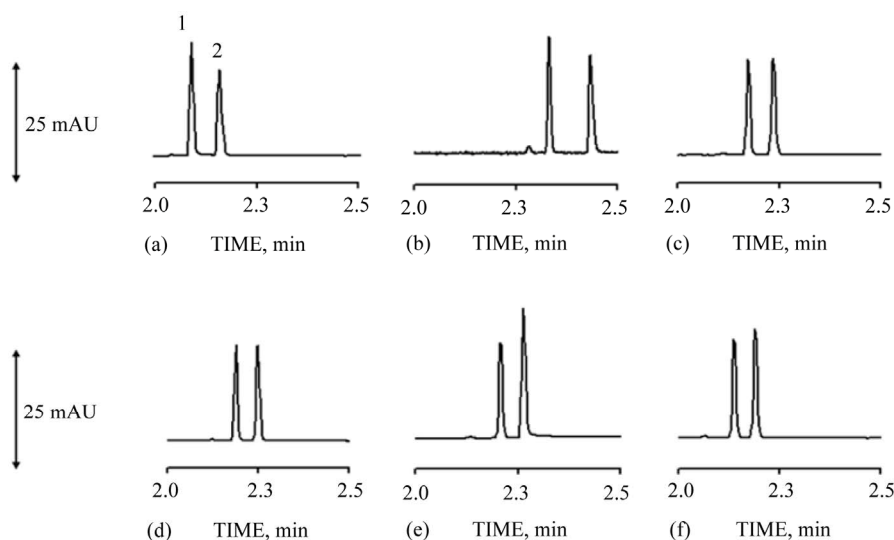 1
2
25 mAU
2.0 2.3 2.5
2.0 2.3 2.5
2.0 2.3 2.5
(a) TIME, min
(b) TIME, min
(c) TIME, min
25 mAU
2.0 2.3 2.5
2.0 2.3 2.5
2.0 2.3 2.5
(d) TIME, min
(e) TIME, min
(f) TIME, min